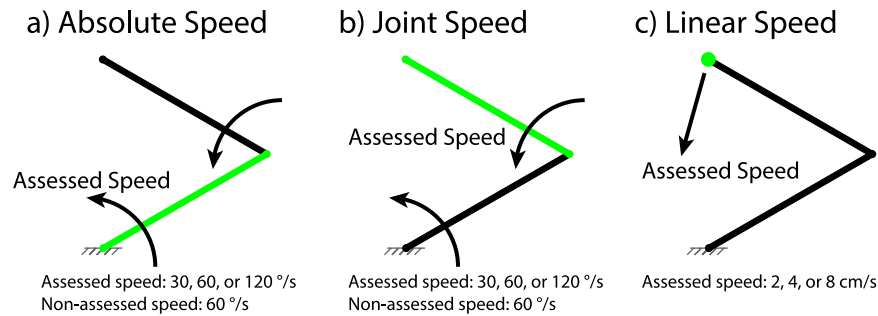 a) Absolute Speed
Assessed Speed
Assessed speed: 30, 60, or 120 °/s
Non-assessed speed: 60 °/s
b) Joint Speed
Assessed Speed
Assessed speed: 30, 60, or 120 °/s
Non-assessed speed: 60 °/s
c) Linear Speed
Assessed Speed
Assessed speed: 2, 4, or 8 cm/s